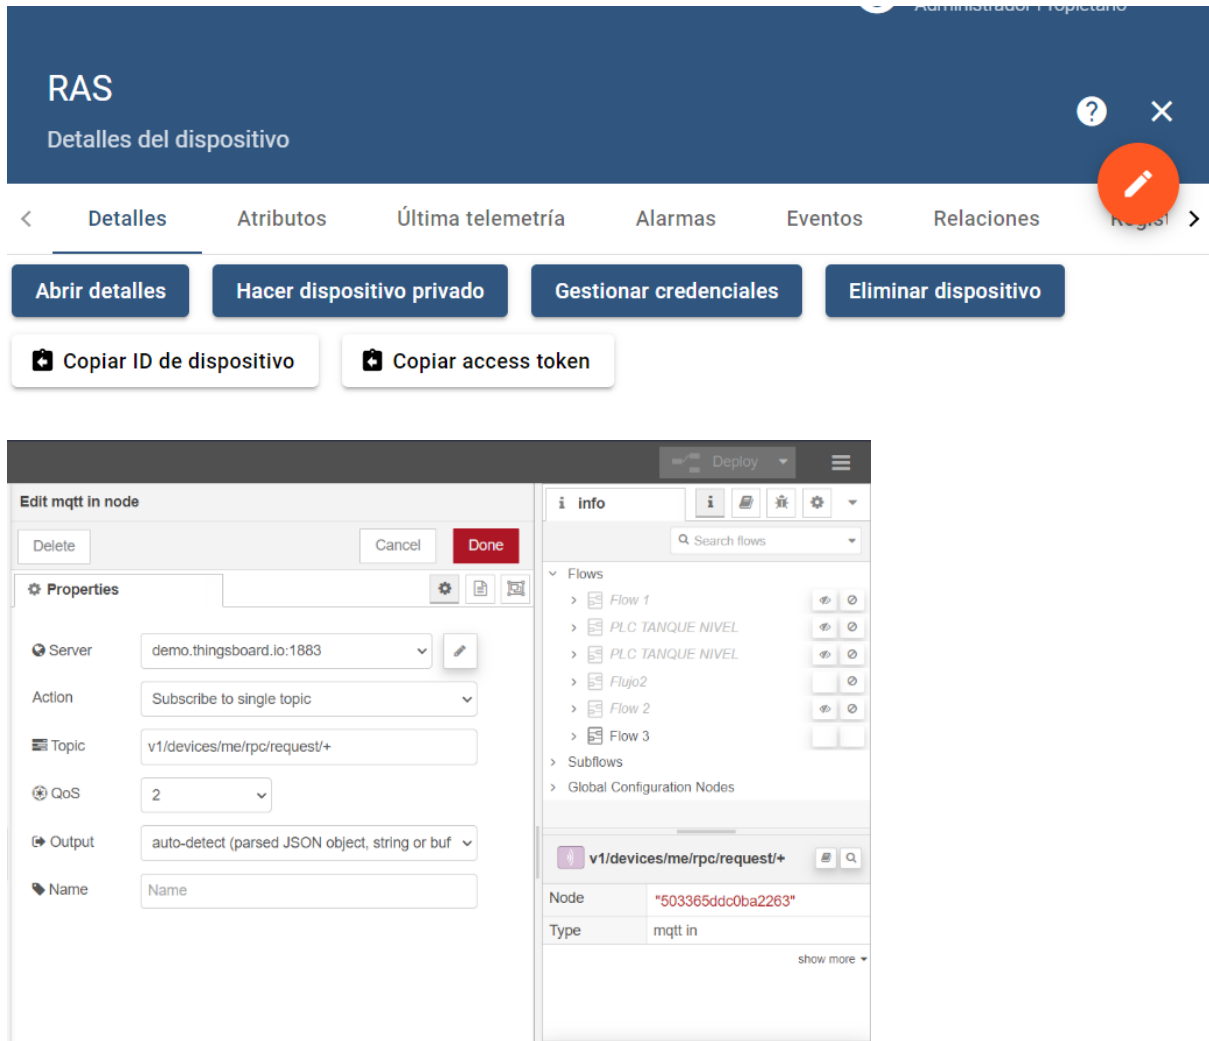 Administrador Propietario
RAS
Detalles del dispositivo
Detalles Atributos Última telemetría Alarmas Eventos Relaciones
Abrir detalles Hacer dispositivo privado Gestionar credenciales Eliminar dispositivo
Copiar ID de dispositivo Copiar access token
Deploy
Edit mqtt in node
Delete Cancel Done
Properties
Server demo.thingsboard.io:1883
Action Subscribe to single topic
Topic v1/devices/me/rpc/request/+
QoS 2
Output auto-detect (parsed JSON object, string or buf
Name Name
i info i
Search flows
Flows
Flow 1
PLC TANQUE NIVEL
PLC TANQUE NIVEL
Flujo2
Flow 2
Flow 3
Subflows
Global Configuration Nodes
v1/devices/me/rpc/request/+
Node "503365ddc0ba2263"
Type mqtt in
show more